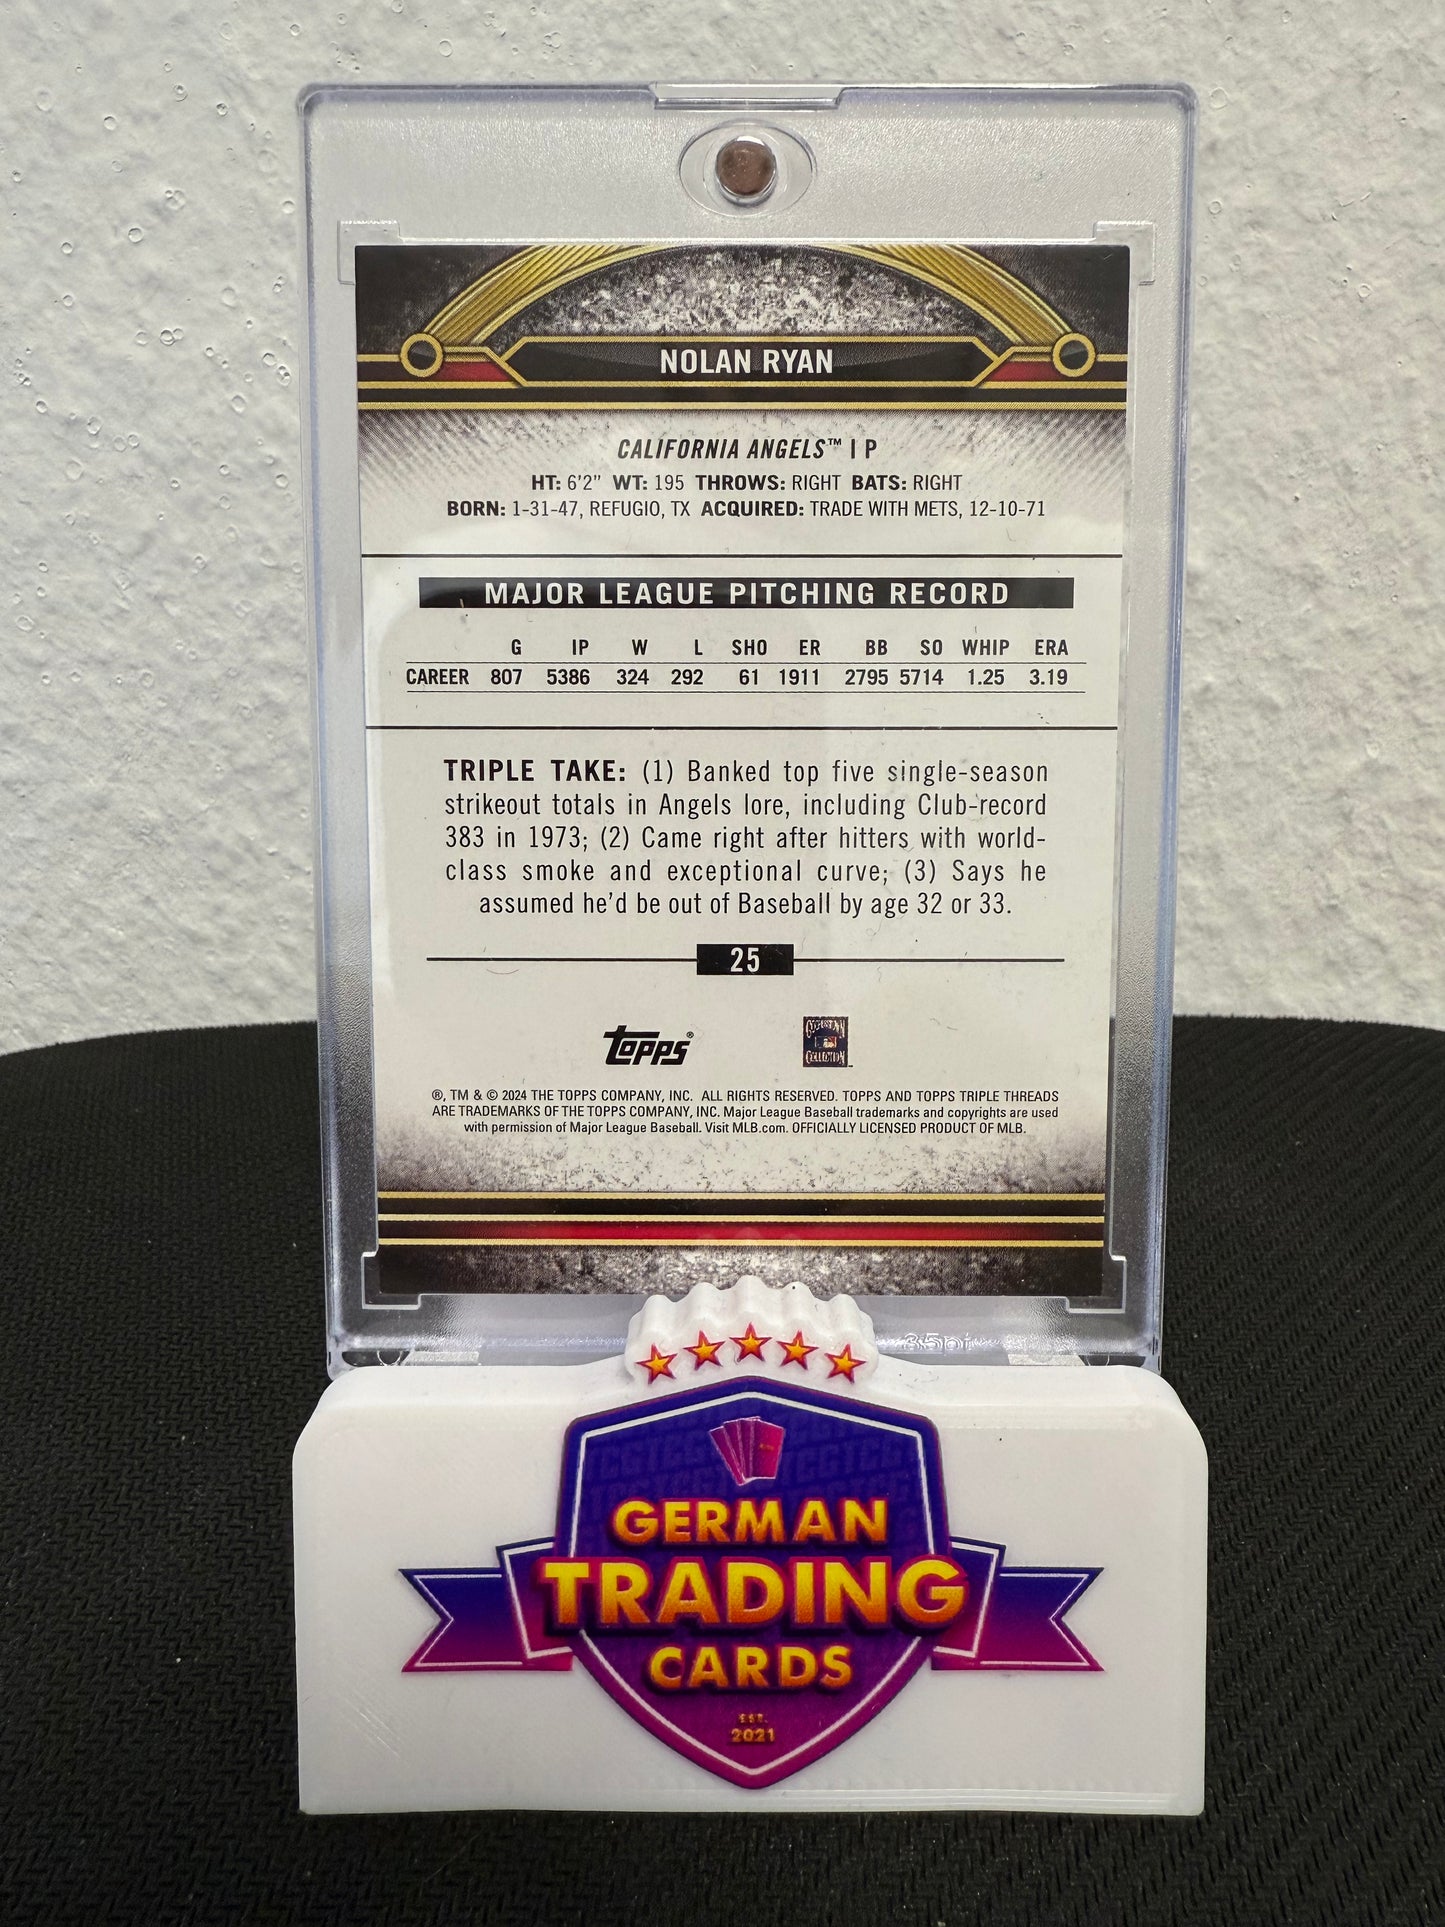 NOLAN RYAN
CALIFORNIA ANGELS™ | P
HT: 6'2" WT: 195 THROWS: RIGHT BATS: RIGHT
BORN: 1-31-47, REFUGIO, TX ACQUIRED: TRADE WITH METS, 12-10-71
MAJOR LEAGUE PITCHING RECORD
G IP W L SHO ER BB SO WHIP ERA
CAREER 807 5386 324 292 61 1911 2795 5714 1.25 3.19
TRIPLE TAKE: (1) Banked top five single-season
strikeout totals in Angels lore, including Club-record
383 in 1973; (2) Came right after hitters with world-
class smoke and exceptional curve; (3) Says he
assumed he'd be out of Baseball by age 32 or 33.
25
Topps®
COOPERSTOWN
COLLECTION™
®, TM & © 2024 THE TOPPS COMPANY, INC. ALL RIGHTS RESERVED. TOPPS AND TOPPS TRIPLE THREADS
ARE TRADEMARKS OF THE TOPPS COMPANY, INC. Major League Baseball trademarks and copyrights are used
with permission of Major League Baseball. Visit MLB.com. OFFICIALLY LICENSED PRODUCT OF MLB.
35pt
GERMAN
TRADING
CARDS
EST.
2021